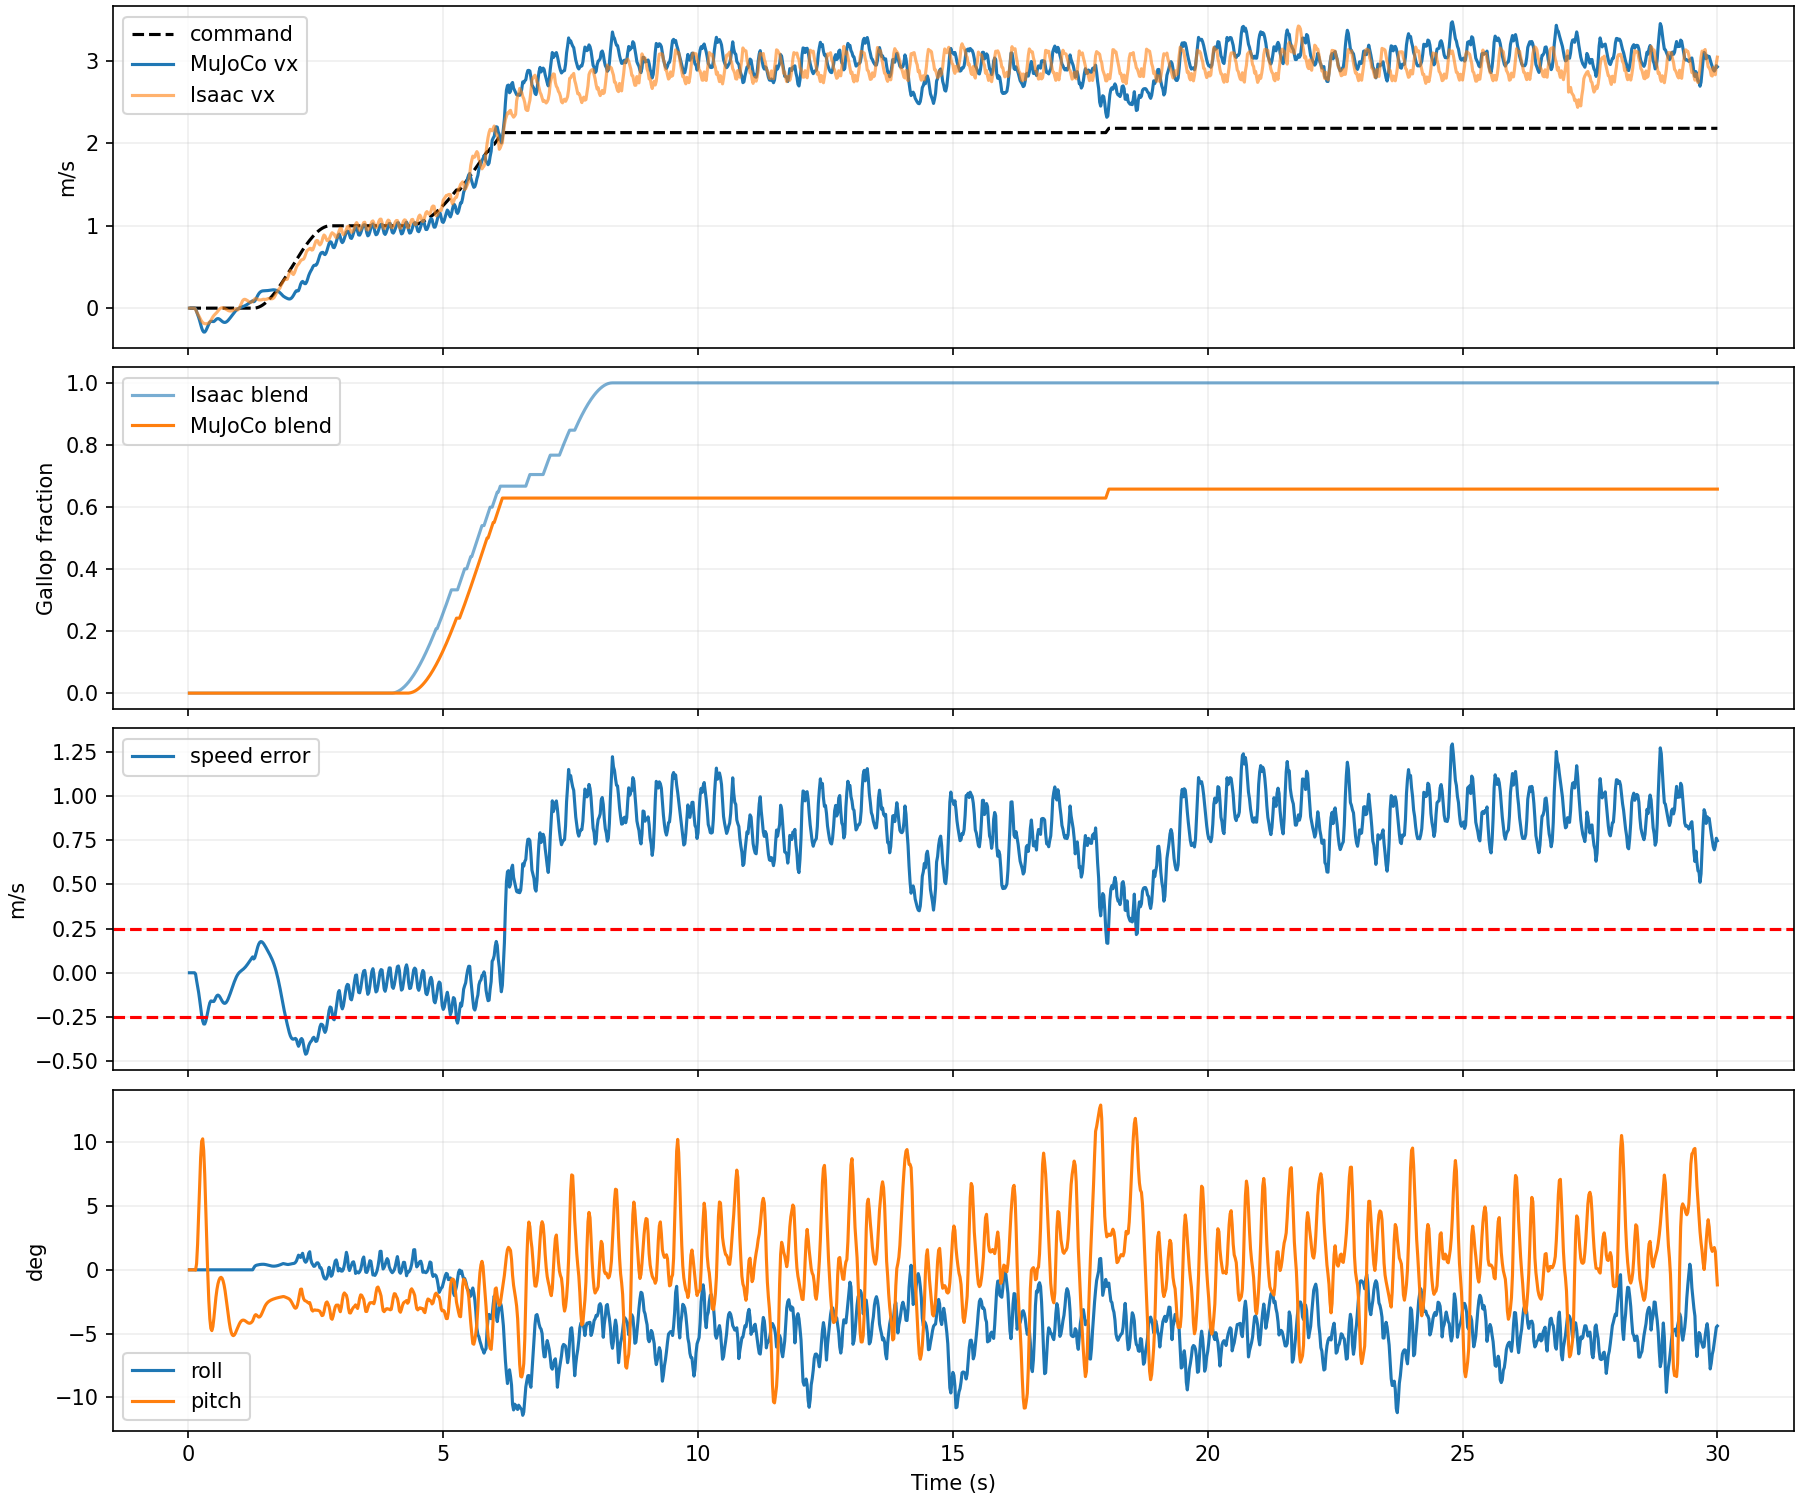 command
MuJoCo vx
Isaac vx
3
2
1
0
m/s
Isaac blend
MuJoCo blend
1.0
0.8
0.6
0.4
0.2
0.0
Gallop fraction
speed error
1.25
1.00
0.75
0.50
0.25
0.00
−0.25
−0.50
m/s
10
5
0
−5
−10
deg
roll
pitch
0 5 10 15 20 25 30
Time (s)